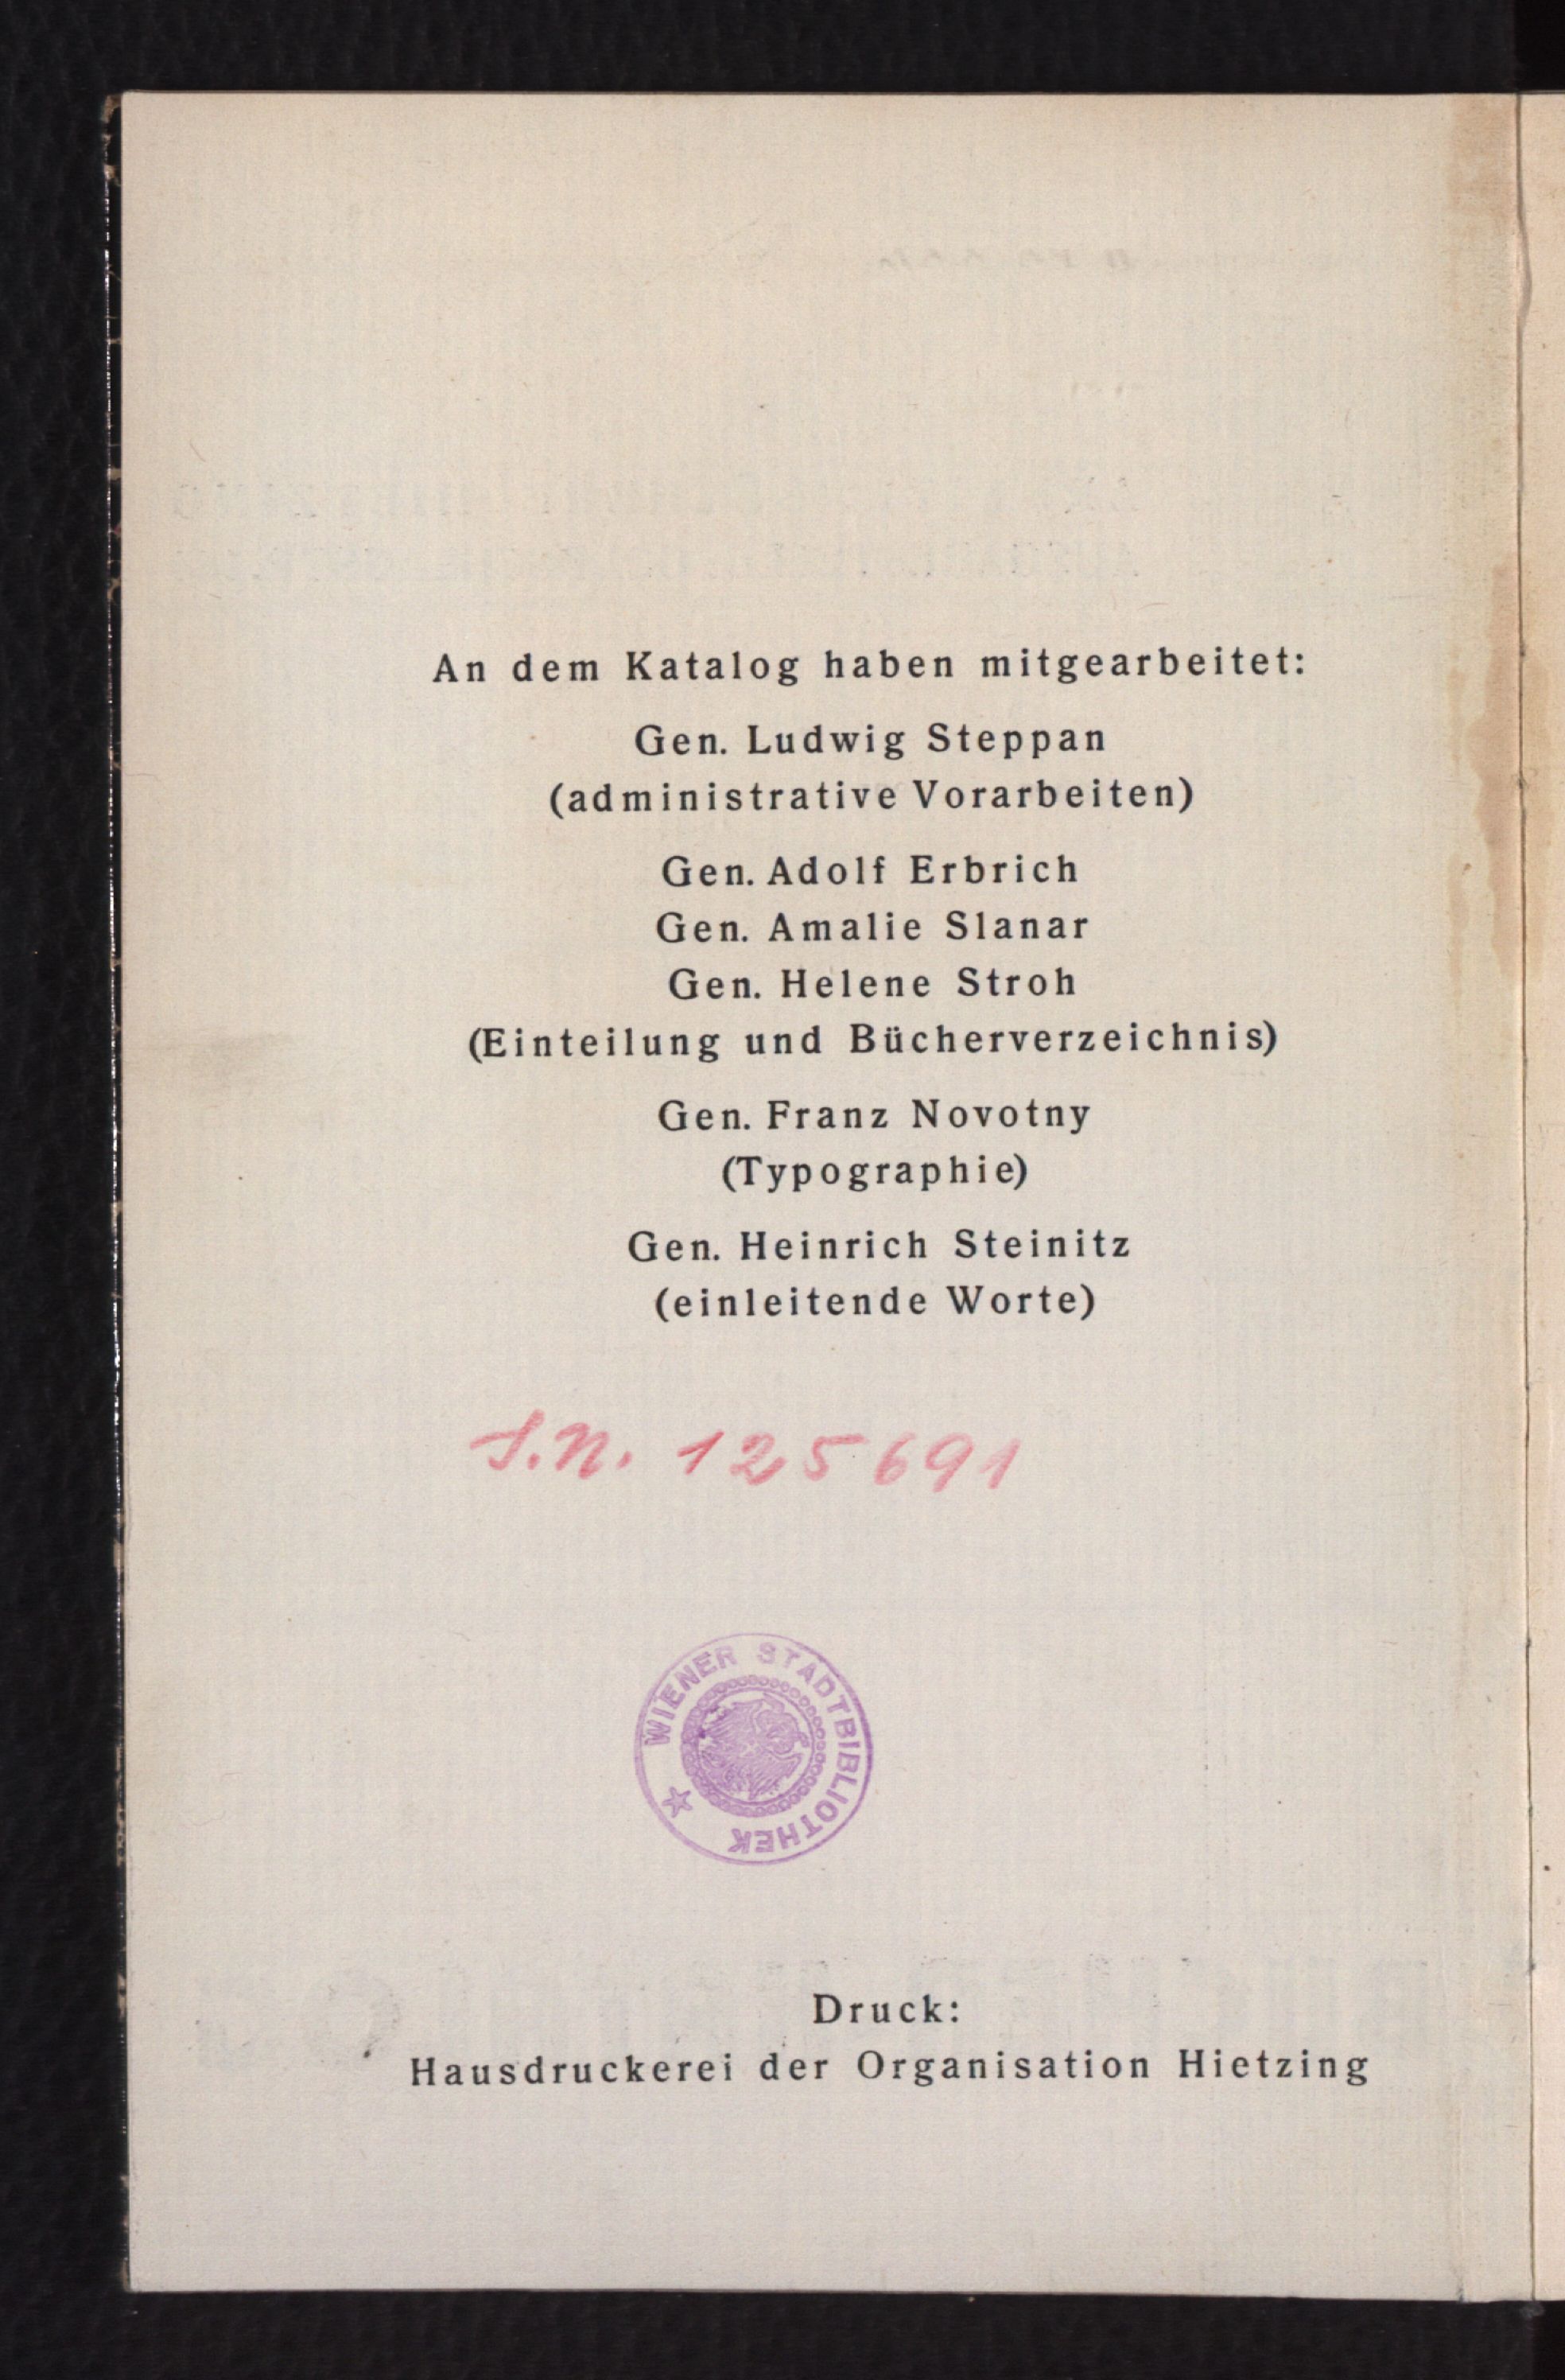 An dem Katalog haben mitgearbeitet:
Gen. Ludwig Steppan
(administrative Vorarbeiten)
Gen. Adolf Erbrich
Gen. Amalie Slanar
Gen. Helene Stroh
(Einteilung und Bücherverzeichnis)
Gen. Franz Novotny
(Typographie)
Gen. Heinrich Steinitz
(einleitende Worte)
S.N. 125691
WIENER STADTBIBLIOTHEK
Druck:
Hausdruckerei der Organisation Hietzing